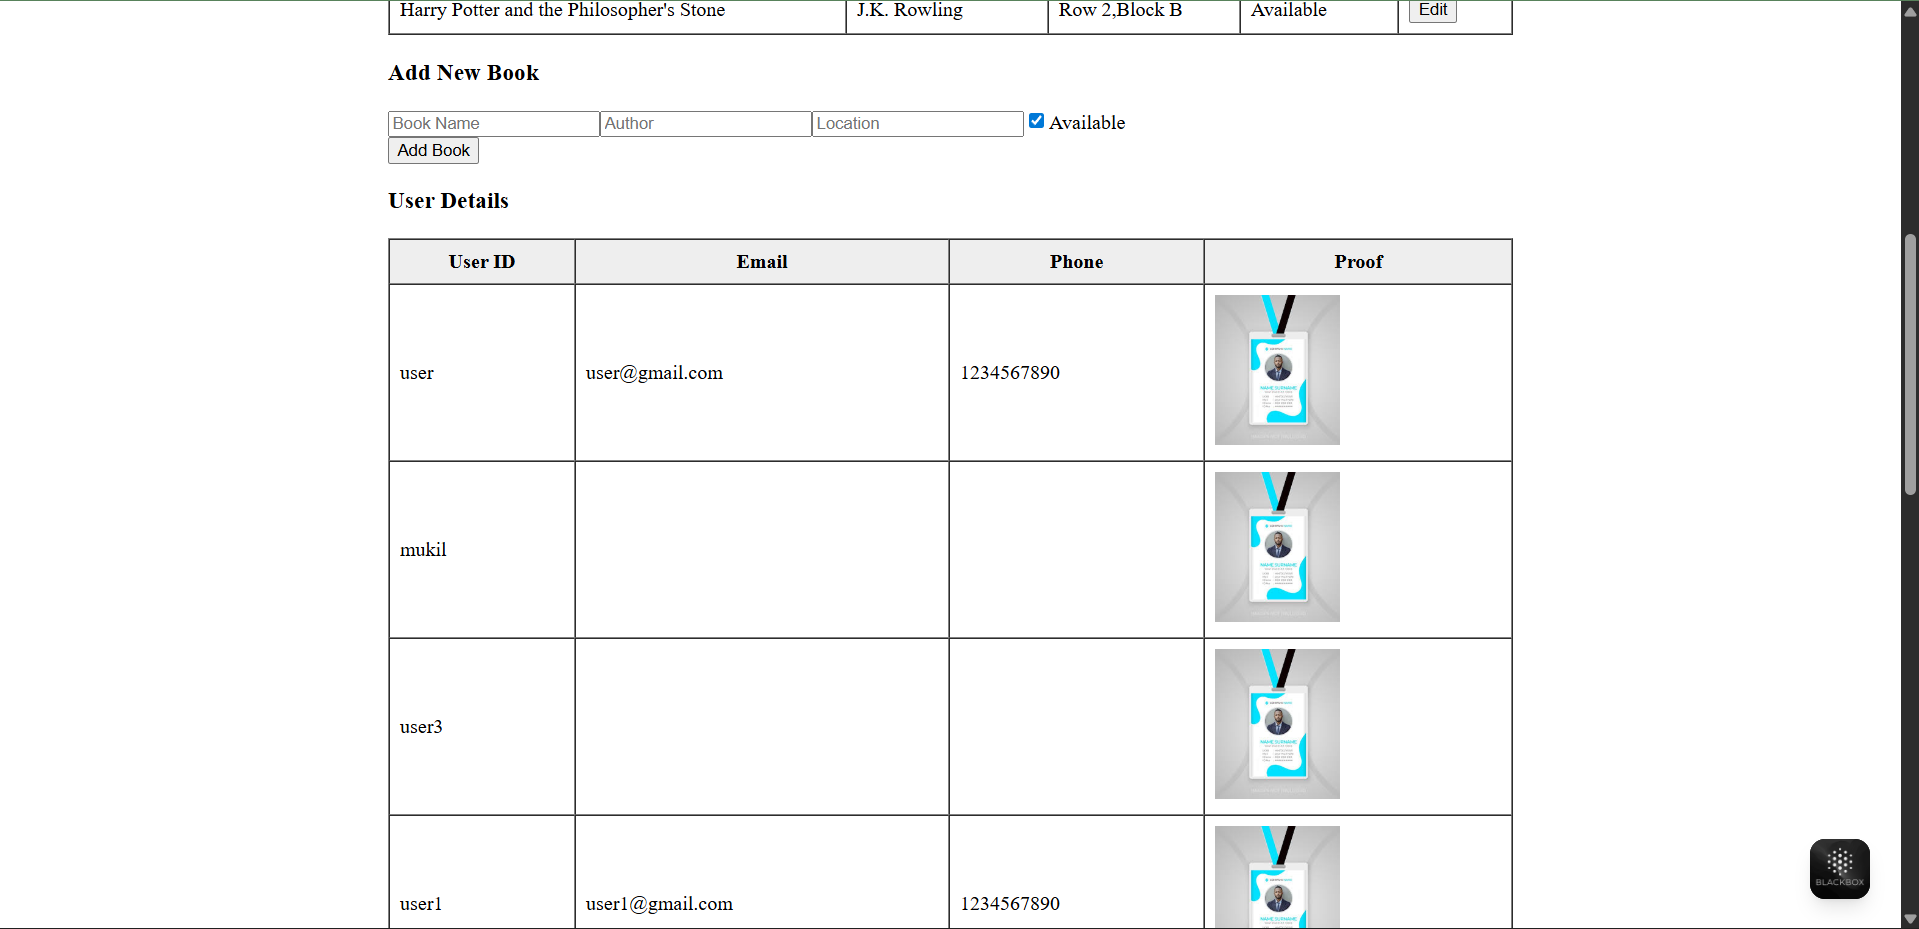 Harry Potter and the Philosopher's Stone J.K. Rowling Row 2,Block B Available Edit
Add New Book
Book Name Author Location Available
Add Book
User Details
User ID Email Phone Proof
user user@gmail.com 1234567890
NAME SURNAME
mukil
NAME SURNAME
user3
NAME SURNAME
user1 user1@gmail.com 1234567890
NAME SURNAME
BLACKBOX